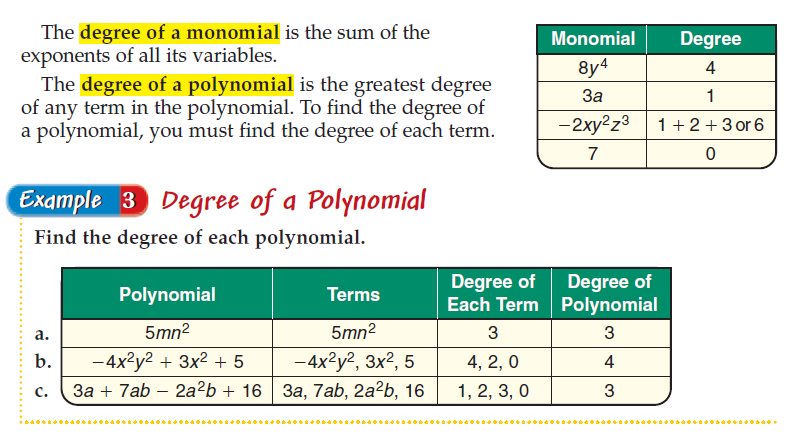 The degree of a monomial is the sum of the
exponents of all its variables.
The degree of a polynomial is the greatest degree
of any term in the polynomial. To find the degree of
a polynomial, you must find the degree of each term.
Monomial Degree
8y⁴ 4
3a 1
−2xy²z³ 1 + 2 + 3 or 6
7 0
Example 3 Degree of a Polynomial
Find the degree of each polynomial.
Polynomial Terms Degree of Each Term Degree of Polynomial
a. 5mn² 5mn² 3 3
b. −4x²y² + 3x² + 5 −4x²y², 3x², 5 4, 2, 0 4
c. 3a + 7ab − 2a²b + 16 3a, 7ab, 2a²b, 16 1, 2, 3, 0 3